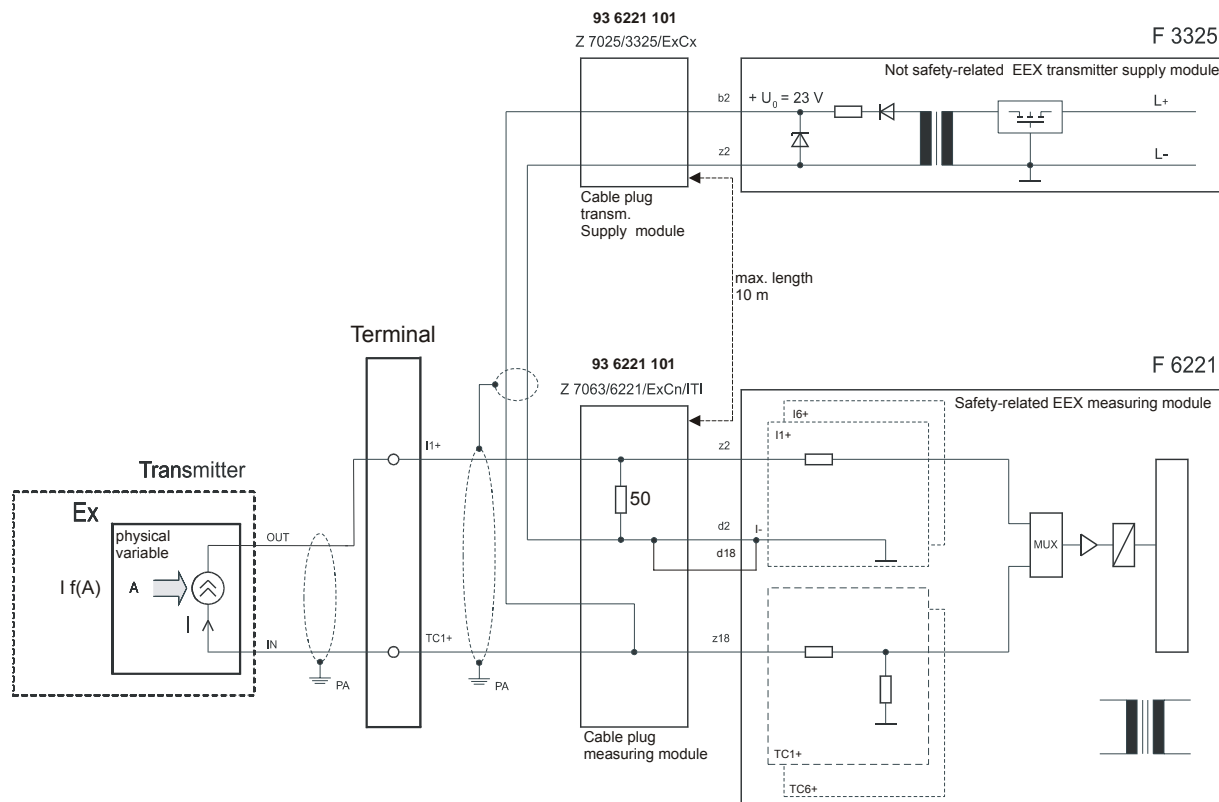 93 6221 101
Z 7025/3325/ExCx
F 3325
Not safety-related EEX transmitter supply module
b2
+ U0 = 23 V
L+
z2
L-
Cable plug
transm.
Supply module
max. length
10 m
Terminal
93 6221 101
Z 7063/6221/ExCn/ITI
F 6221
Safety-related EEX measuring module
I6+
I1+
I1+
z2
Transmitter
Ex
50
physical
variable
OUT
d2
I-
d18
MUX
I f(A)
A
I
IN
TC1+
z18
PA
PA
Cable plug
measuring module
TC1+
TC6+